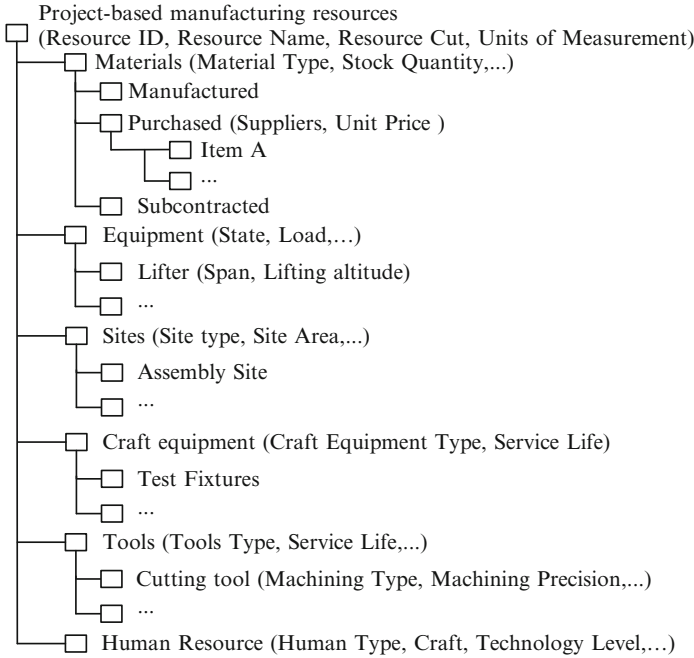 Project-based manufacturing resources
(Resource ID, Resource Name, Resource Cut, Units of Measurement)
Materials (Material Type, Stock Quantity,...)
Manufactured
Purchased (Suppliers, Unit Price )
Item A
...
Subcontracted
Equipment (State, Load,...)
Lifter (Span, Lifting altitude)
...
Sites (Site type, Site Area,...)
Assembly Site
...
Craft equipment (Craft Equipment Type, Service Life)
Test Fixtures
...
Tools (Tools Type, Service Life,...)
Cutting tool (Machining Type, Machining Precision,...)
...
Human Resource (Human Type, Craft, Technology Level,...)